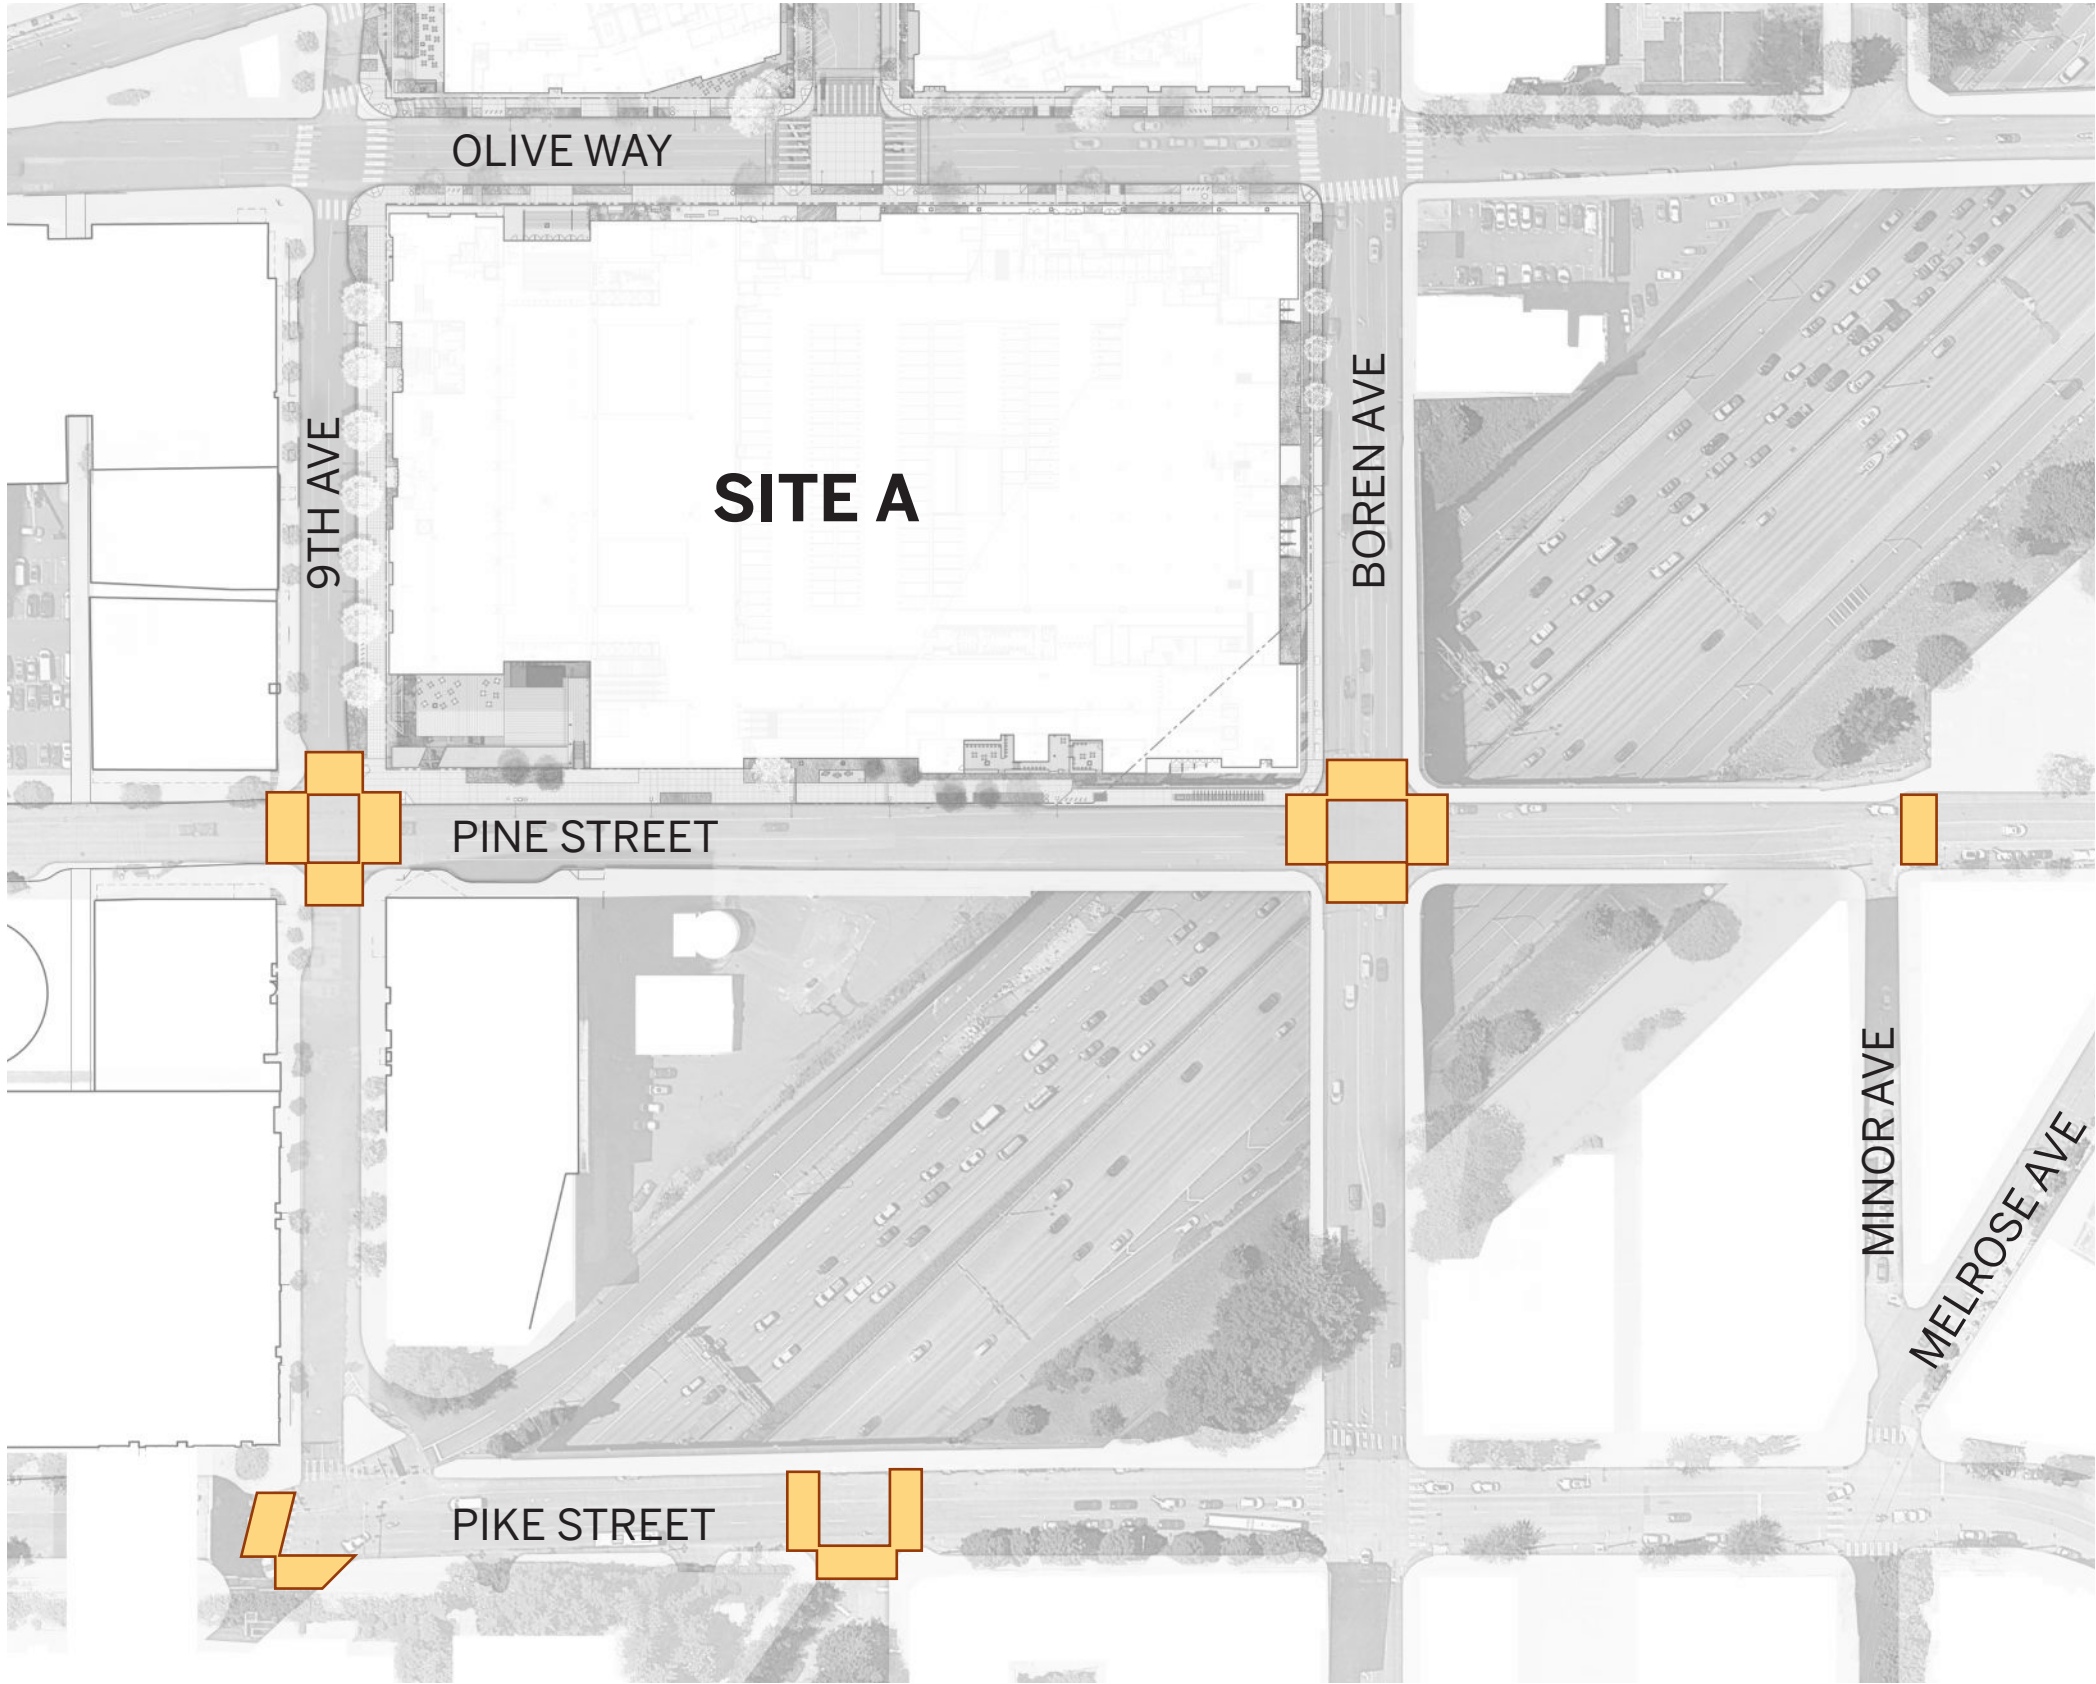 OLIVE WAY
9TH AVE
SITE A
BOREN AVE
PINE STREET
MINOR AVE
MELROSE AVE
PIKE STREET